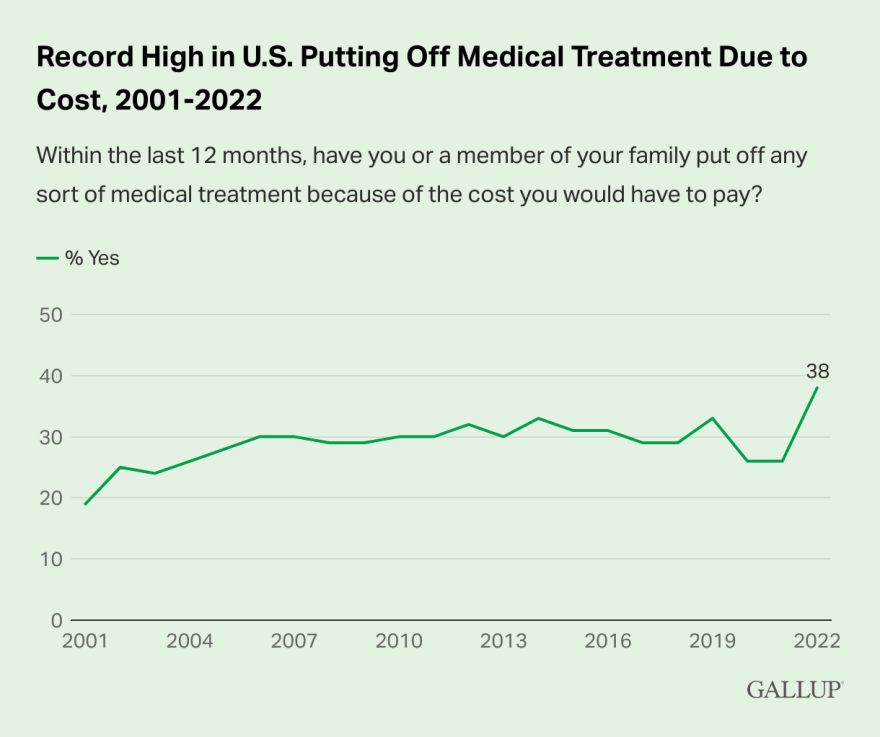 Record High in U.S. Putting Off Medical Treatment Due to
Cost, 2001-2022
Within the last 12 months, have you or a member of your family put off any
sort of medical treatment because of the cost you would have to pay?
% Yes
50
40
38
30
20
10
0
2001 2004 2007 2010 2013 2016 2019 2022
GALLUP®